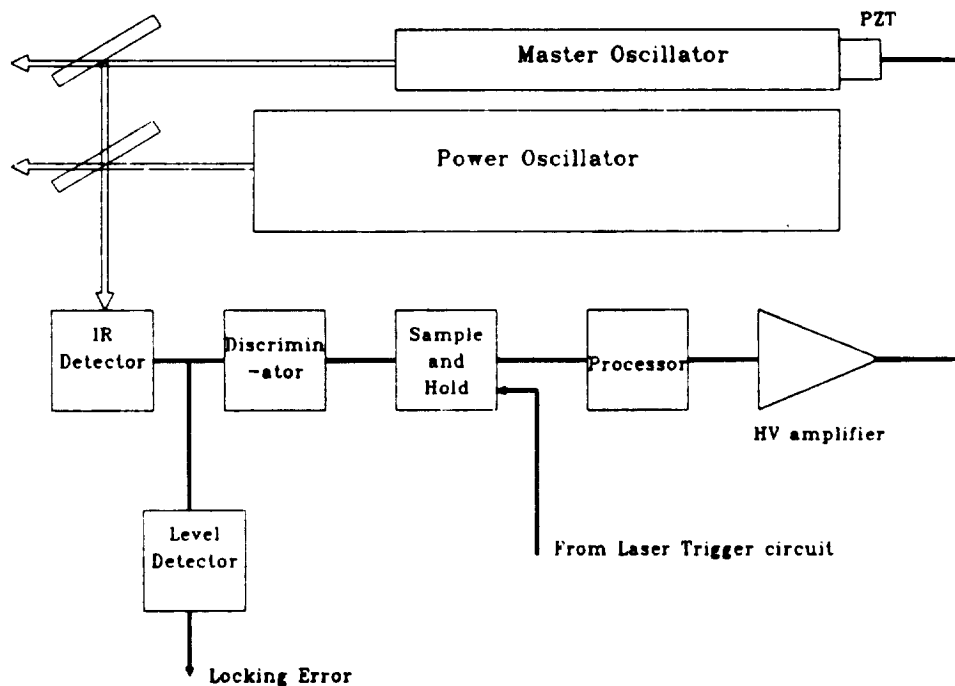 PZT
Master Oscillator
Power Oscillator
IR
Detector
Discrimin
-ator
Sample
and
Hold
Processor
HV amplifier
Level
Detector
From Laser Trigger circuit
Locking Error